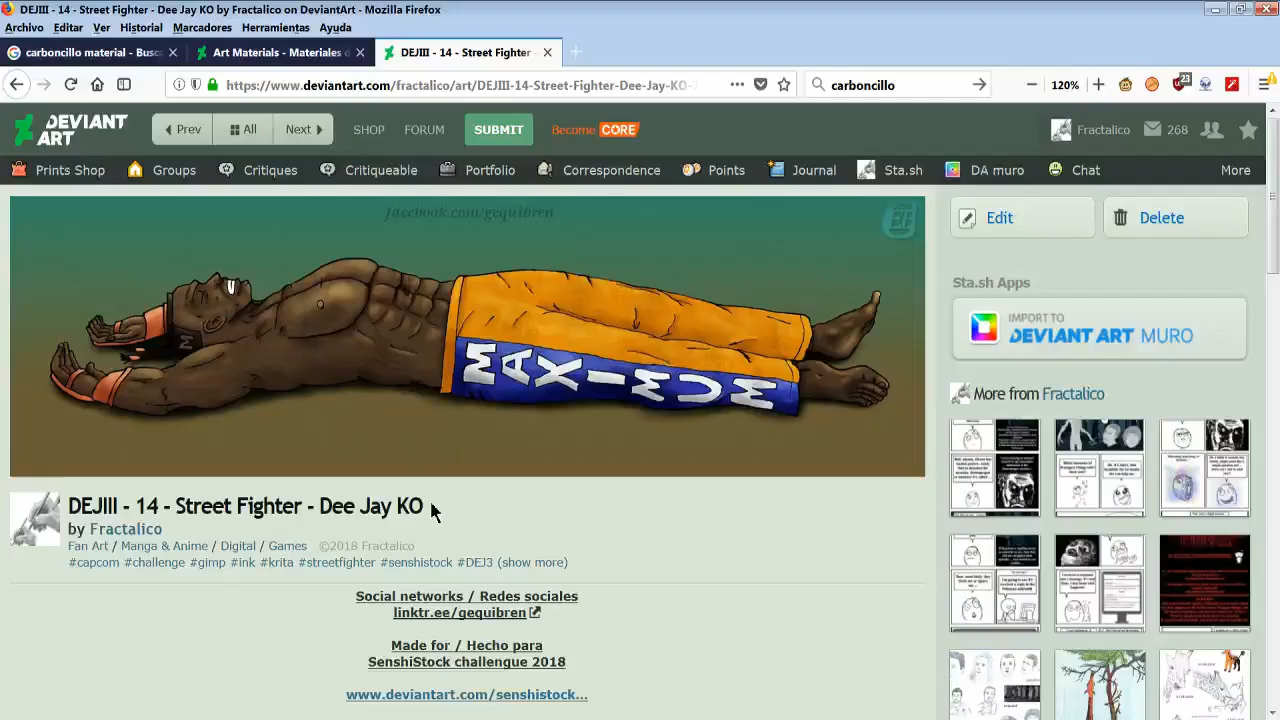 DEJIII - 14 - Street Fighter - Dee Jay KO by Fractalico on DeviantArt - Mozilla Firefox
Archivo Editar Ver Historial Marcadores Herramientas Ayuda
carboncillo material - Busc
Art Materials - Materiales
DEJIII - 14 - Street Fighter -
https://www.deviantart.com/fractalico/art/DEJIII-14-Street-Fighter-Dee-Jay-KO-
carboncillo
120%
23
DEVIANT ART
Prev All Next SHOP FORUM SUBMIT Become CORE Fractalico 268
Prints Shop Groups Critiques Critiqueable Portfolio Correspondence Points Journal Sta.sh DA muro Chat More
facebook.com/gequibren
EF
M
MAXIMUM
Edit Delete
Sta.sh Apps
IMPORT TO
DEVIANT ART MURO
More from Fractalico
DEJIII - 14 - Street Fighter - Dee Jay KO
by Fractalico
Fan Art / Manga & Anime / Digital / Games ©2018 Fractalico
#capcom #challenge #gimp #ink #krita #streetfighter #senshistock #DEJ3 (show more)
Social networks / Races sociales
linktr.ee/gequibren
Made for / Hecho para
SenshiStock challengue 2018
www.deviantart.com/senshistock...